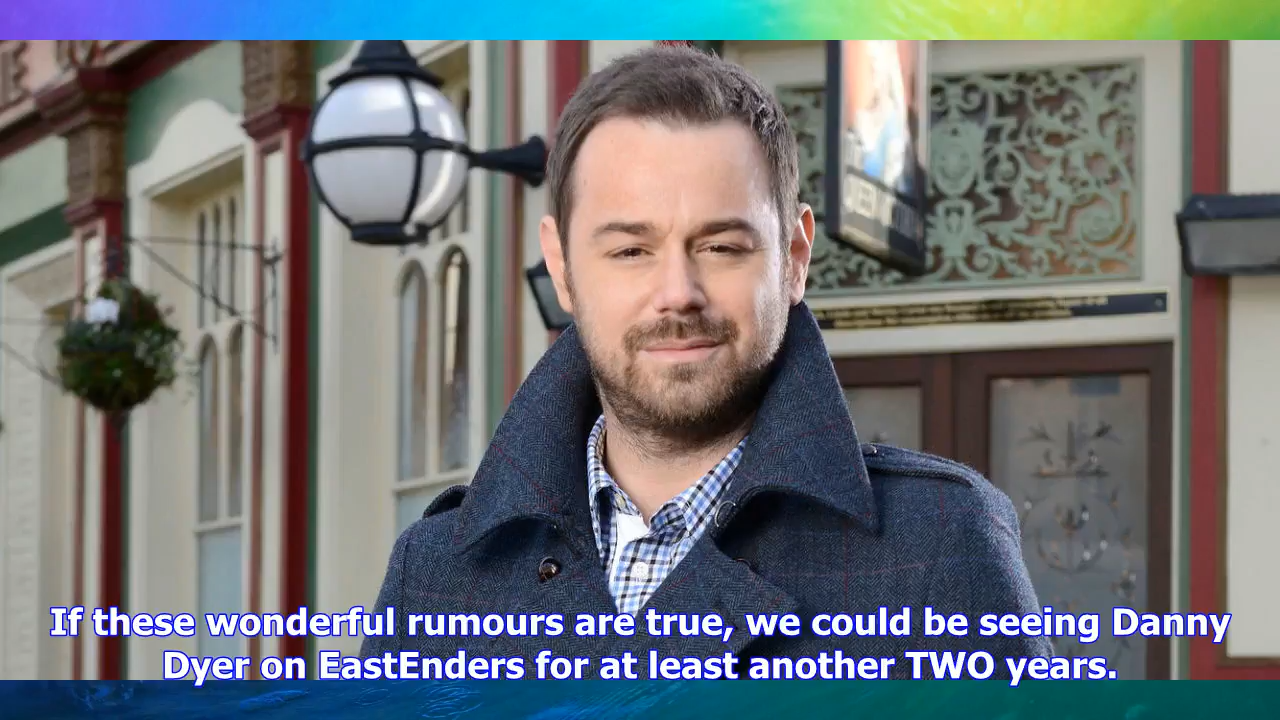 If these wonderful rumours are true, we could be seeing Danny
Dyer on EastEnders for at least another TWO years.